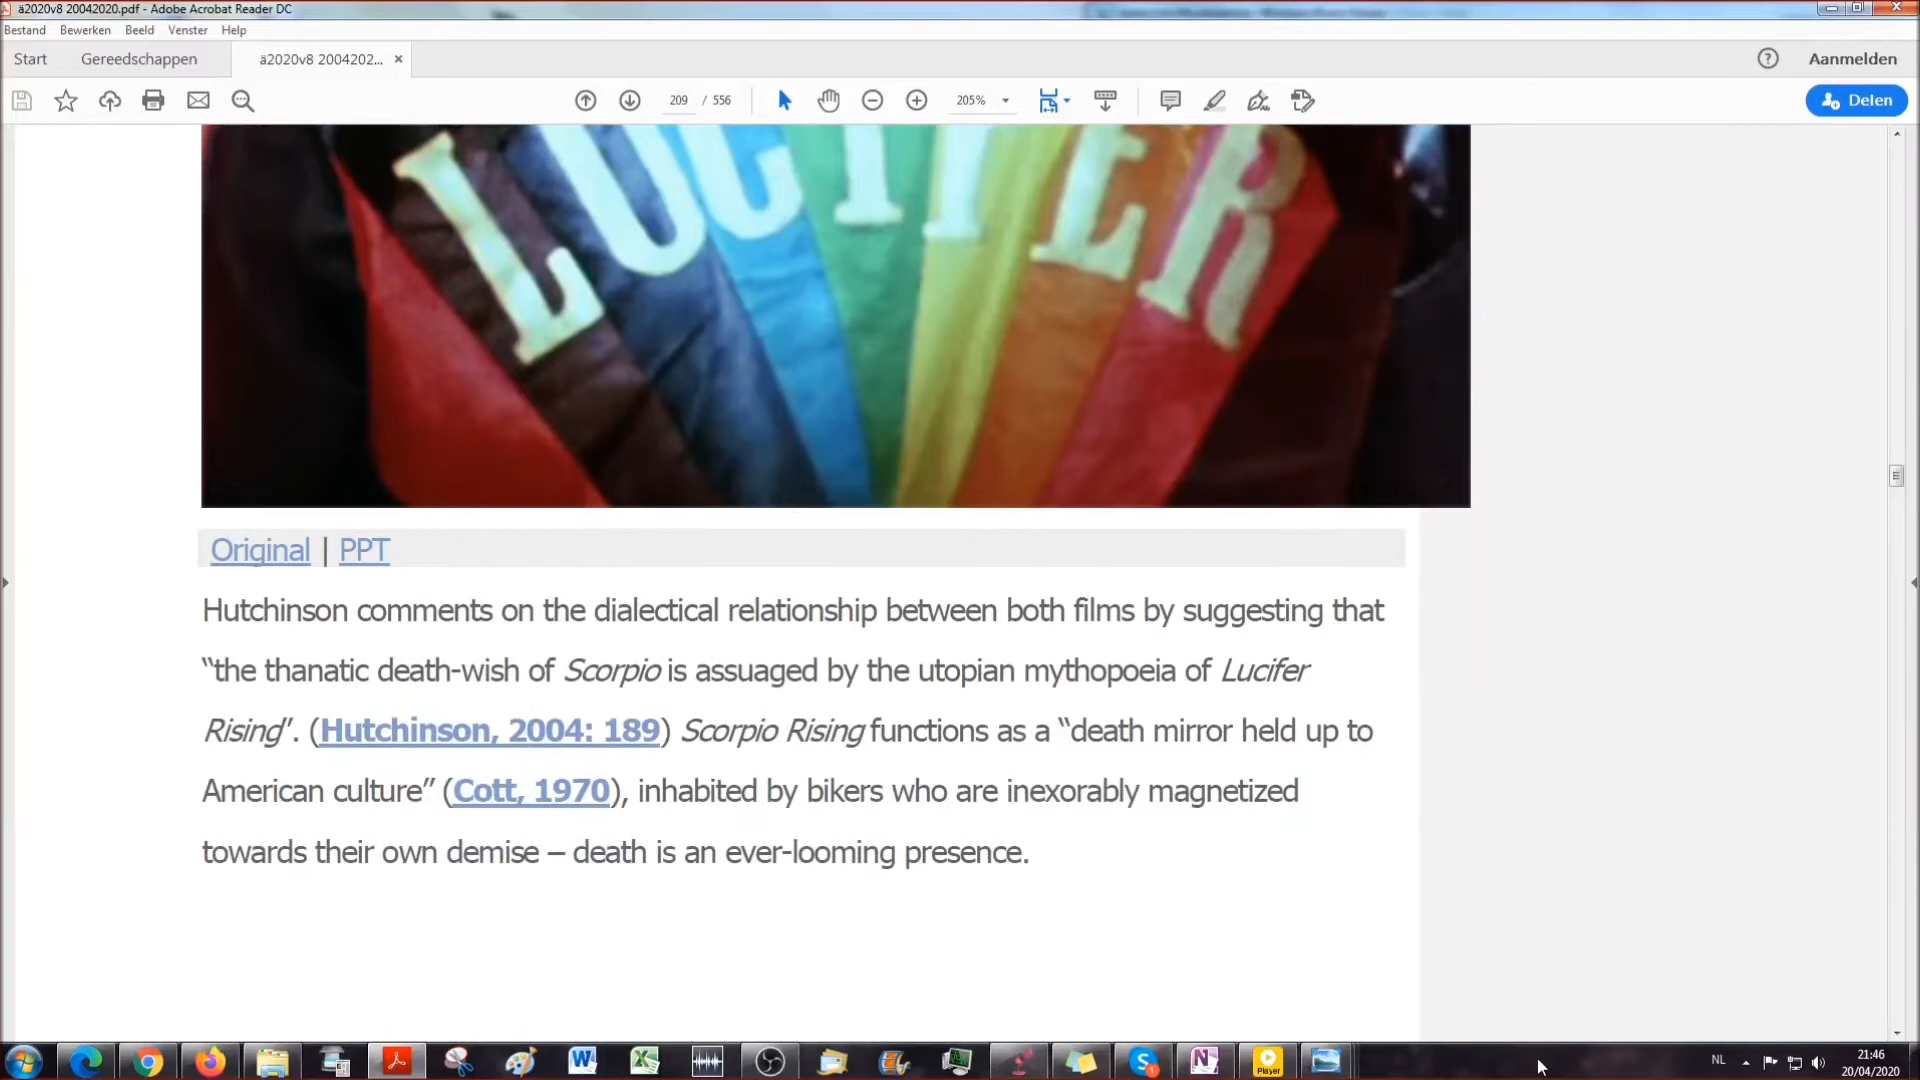 ä2020v8 20042020.pdf - Adobe Acrobat Reader DC
Bestand Bewerken Beeld Venster Help
Start Gereedschappen ä2020v8 2004202... × Aanmelden
209 / 556 205% Delen
LUCIFER
Original | PPT
Hutchinson comments on the dialectical relationship between both films by suggesting that
“the thanatic death-wish of Scorpio is assuaged by the utopian mythopoeia of Lucifer
Rising”. (Hutchinson, 2004: 189) Scorpio Rising functions as a “death mirror held up to
American culture” (Cott, 1970), inhabited by bikers who are inexorably magnetized
towards their own demise – death is an ever-looming presence.
Player
NL 21:46
20/04/2020